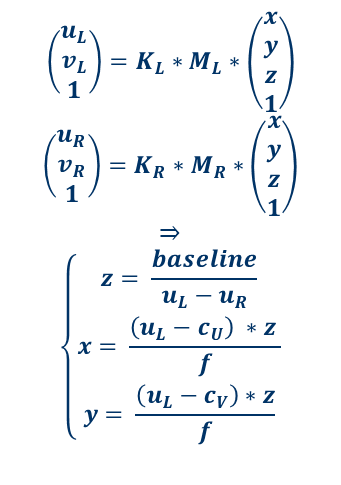 (u_L v_L 1) = K_L * M_L * (x y z 1)
(u_R v_R 1) = K_R * M_R * (x y z 1)
⇒
z = baseline / u_L − u_R
x = (u_L − c_U) * z / f
y = (u_L − c_V) * z / f